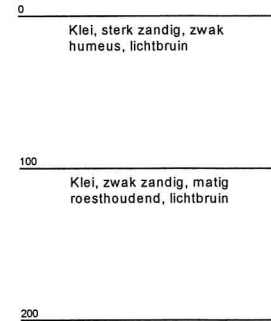 0
Klei, sterk zandig, zwak
humeus, lichtbruin
100
Klei, zwak zandig, matig
roesthoudend, lichtbruin
200